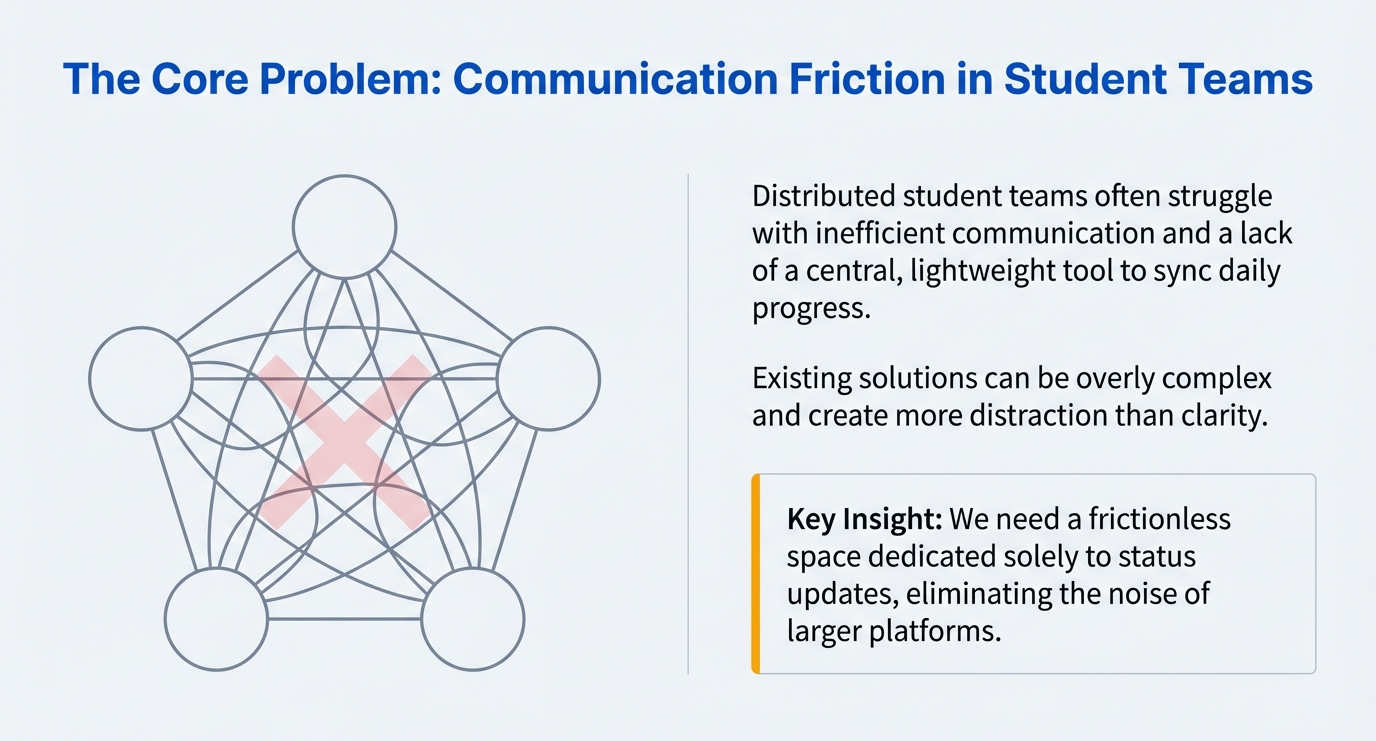 The Core Problem: Communication Friction in Student Teams
Distributed student teams often struggle
with inefficient communication and a lack
of a central, lightweight tool to sync daily
progress.
Existing solutions can be overly complex
and create more distraction than clarity.
Key Insight: We need a frictionless
space dedicated solely to status
updates, eliminating the noise of
larger platforms.